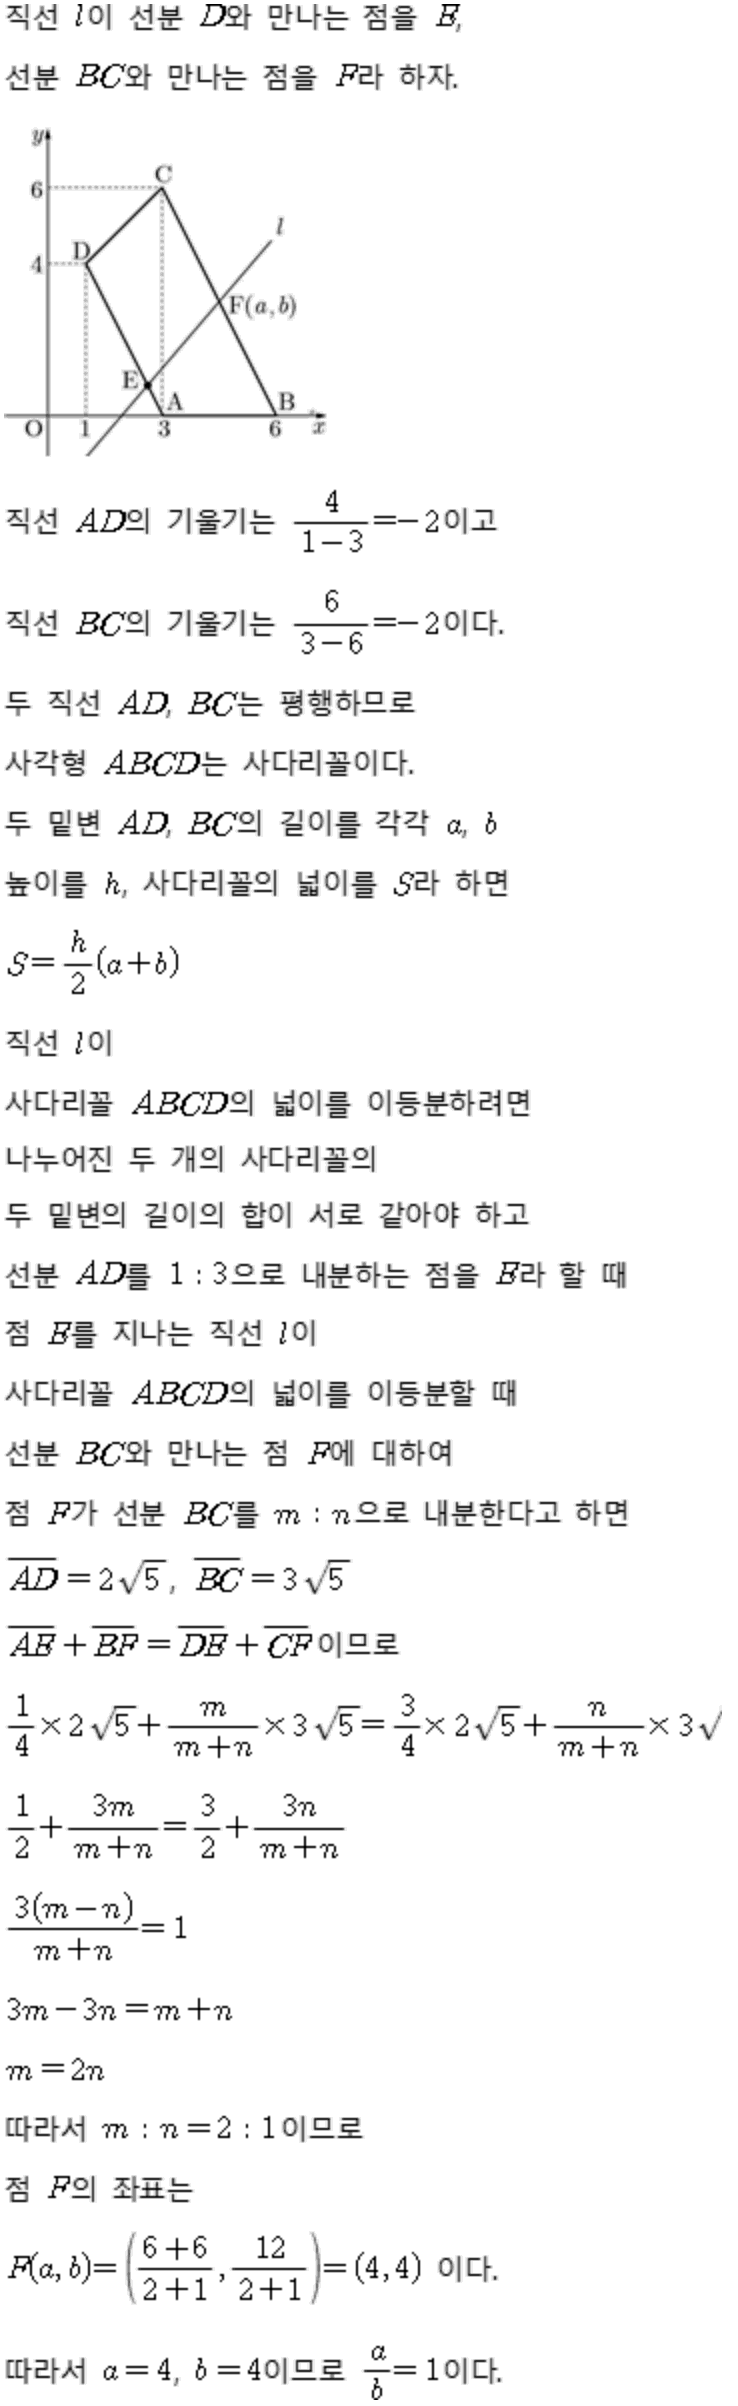 직선 l이 선분 D와 만나는 점을 E,
선분 BC와 만나는 점을 F라 하자.
y
6
C
l
D
4
F(a, b)
E
A
B
O
1
3
6
x
직선 AD의 기울기는 4/(1-3)=-2이고
직선 BC의 기울기는 6/(3-6)=-2이다.
두 직선 AD, BC는 평행하므로
사각형 ABCD는 사다리꼴이다.
두 밑변 AD, BC의 길이를 각각 a, b
높이를 h, 사다리꼴의 넓이를 S라 하면
S=h/2(a+b)
직선 l이
사다리꼴 ABCD의 넓이를 이등분하려면
나누어진 두 개의 사다리꼴의
두 밑변의 길이의 합이 서로 같아야 하고
선분 AD를 1 : 3으로 내분하는 점을 E라 할 때
점 E를 지나는 직선 l이
사다리꼴 ABCD의 넓이를 이등분할 때
선분 BC와 만나는 점 F에 대하여
점 F가 선분 BC를 m : n으로 내분한다고 하면
A̅D̅=2√5, B̅C̅=3√5
A̅E̅+B̅F̅=D̅E̅+C̅F̅이므로
1/4×2√5+m/(m+n)×3√5=3/4×2√5+n/(m+n)×3√
1/2+3m/(m+n)=3/2+3n/(m+n)
3(m-n)/(m+n)=1
3m-3n=m+n
m=2n
따라서 m : n=2 : 1이므로
점 F의 좌표는
F(a, b)=((6+6)/(2+1), 12/(2+1))=(4, 4) 이다.
따라서 a=4, b=4이므로 a/b=1이다.